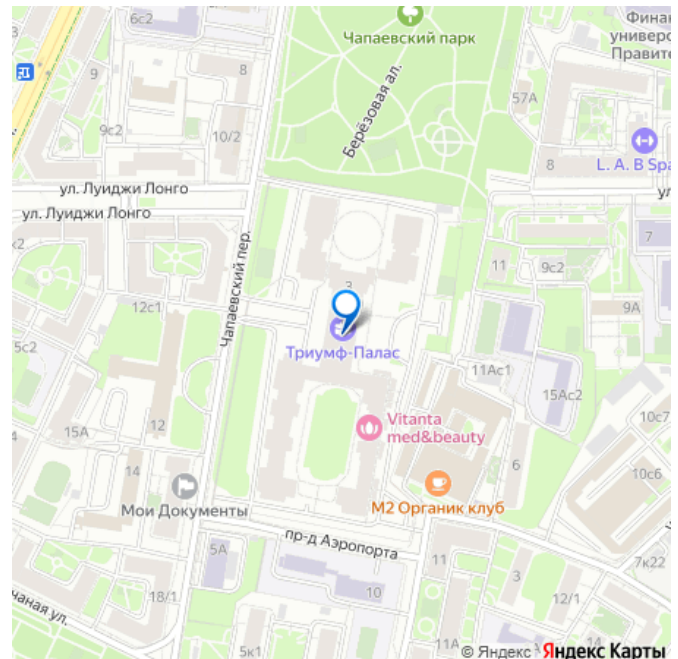 6с2
Чапаевский парк
Финан
универс
Правите
9
8
Берёзовая ал.
57А
9с2
10/2
L. A. B Spa
8
ул. Луиджи Лонго
ул. Луиджи Лонго
ул
7
к2
Чапаевский пер.
11
9с2
3
12с1
9А
5с2
Триумф-Палас
11Ас1
15Ас2
Vitanta
med&beauty
10с7
15А
12
14
6
10с6
Мои Документы
М2 Органик клуб
пр-д Аэропорта
5А
11
7к22
3
10
чаная ул.
18/1
12/1
5к1
11А
14
© Яндекс
Яндекс Карты